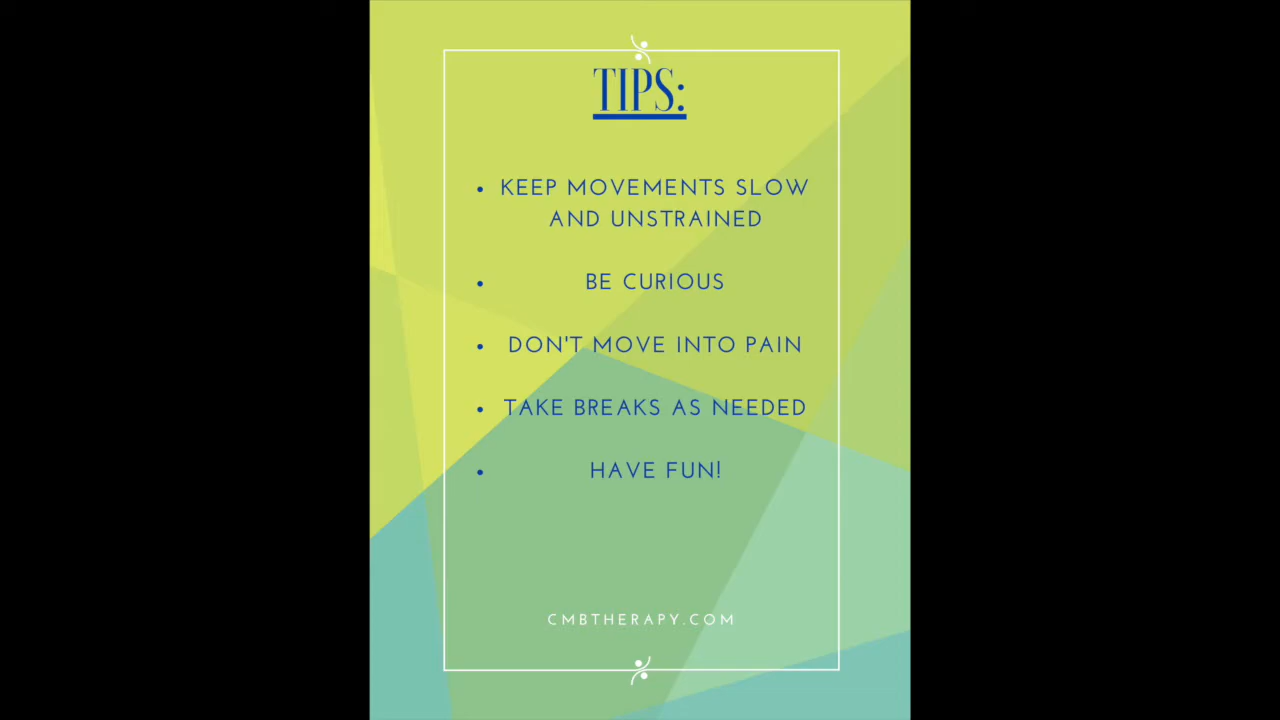 TIPS:
• KEEP MOVEMENTS SLOW
AND UNSTRAINED
• BE CURIOUS
• DON'T MOVE INTO PAIN
• TAKE BREAKS AS NEEDED
• HAVE FUN!
CMBTHERAPY.COM